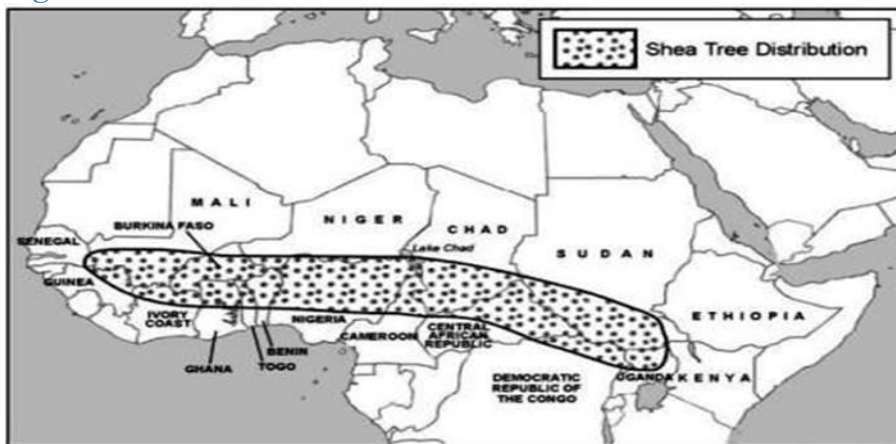 Shea Tree Distribution
MALI
BURKINA FASO
NIGER
CHAD
Lake Chad
SENEGAL
SUDAN
GUINEA
IVORY
COAST
NIGERIA
ETHIOPIA
CAMEROON
CENTRAL
AFRICAN
REPUBLIC
BENIN
GHANA
TOGO
DEMOCRATIC
REPUBLIC OF
THE CONGO
UGANDA
KENYA